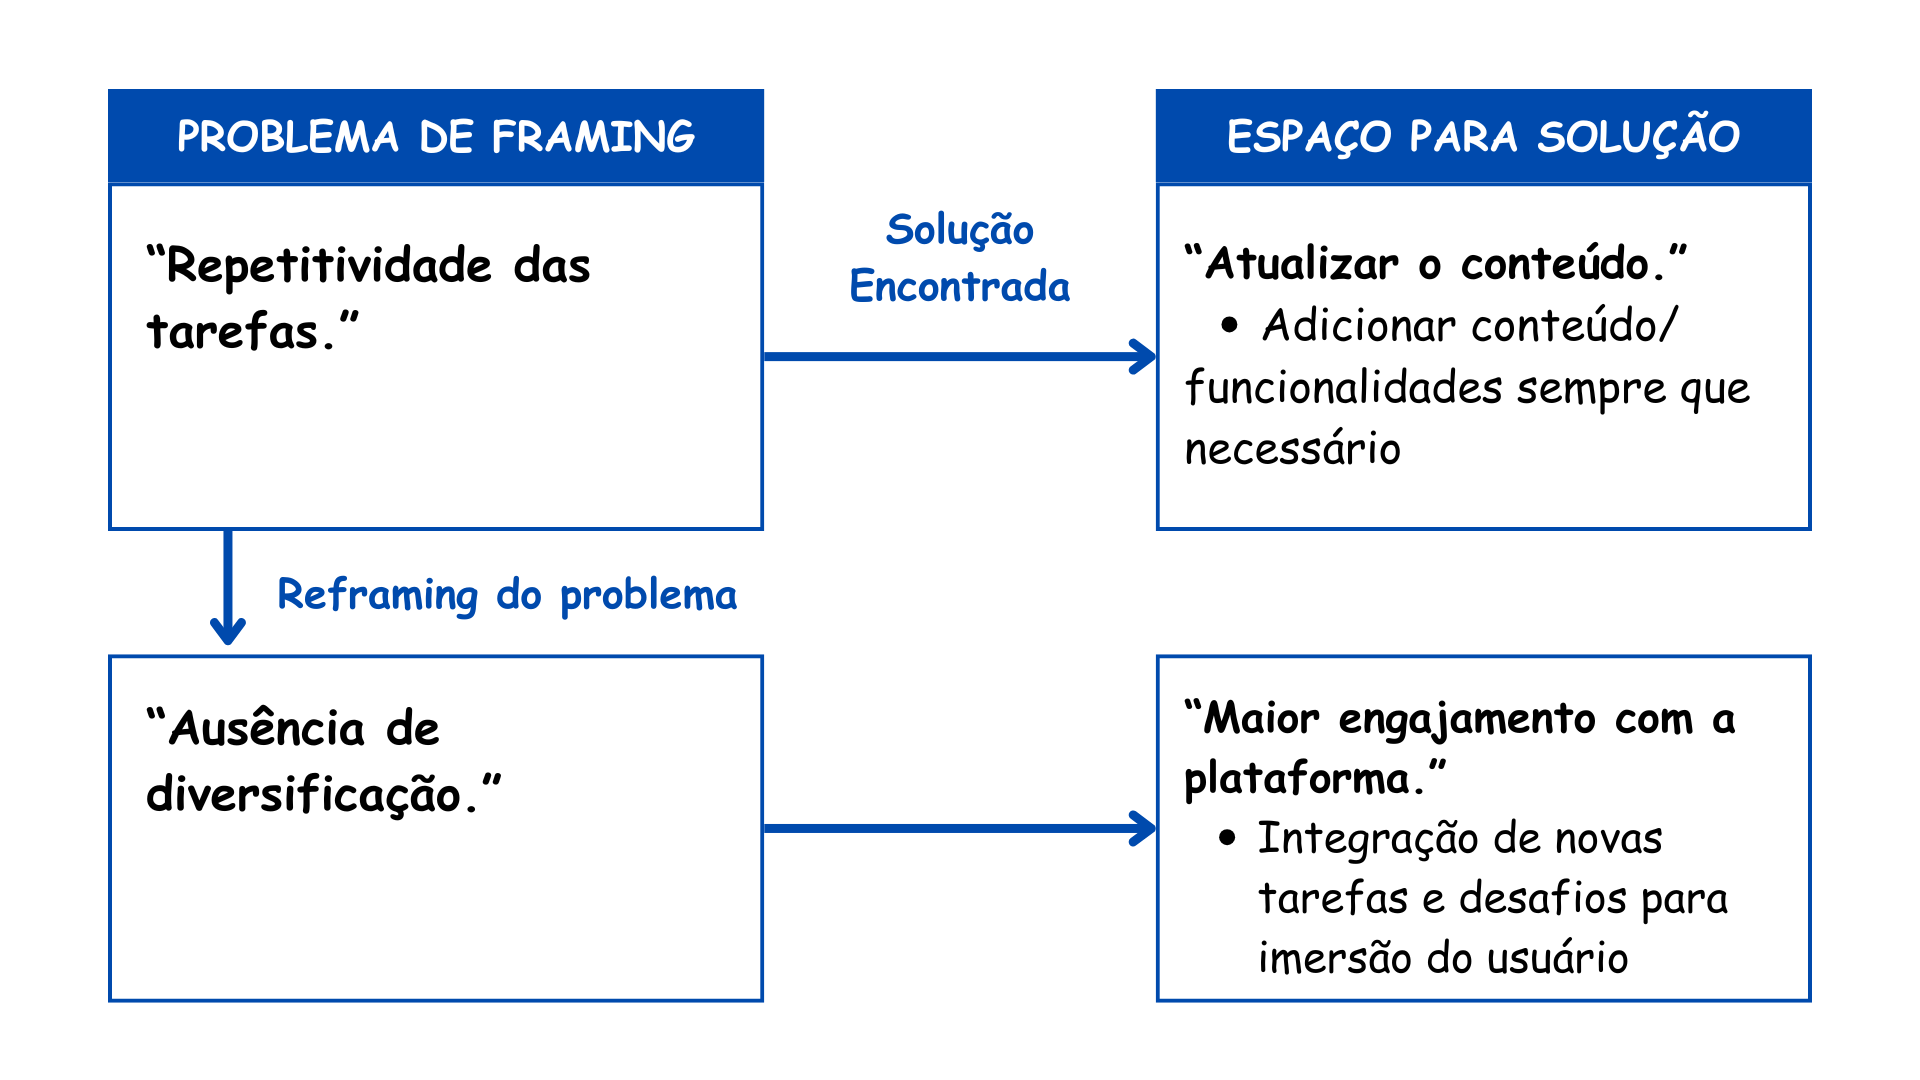 PROBLEMA DE FRAMING
“Repetitividade das
tarefas.”
Solução
Encontrada
ESPAÇO PARA SOLUÇÃO
“Atualizar o conteúdo.”
• Adicionar conteúdo/
funcionalidades sempre que
necessário
Reframing do problema
“Ausência de
diversificação.”
“Maior engajamento com a
plataforma.”
• Integração de novas
tarefas e desafios para
imersão do usuário